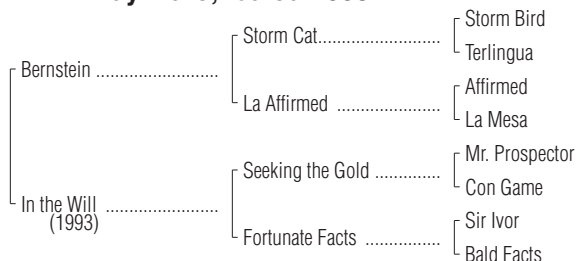 Storm Bird
Storm Cat..........................
Terlingua
Bernstein ..........................
Affirmed
La Affirmed ......................
La Mesa
Mr. Prospector
Seeking the Gold ..............
Con Game
In the Will ........................
(1993)
Sir Ivor
Fortunate Facts ................
Bald Facts